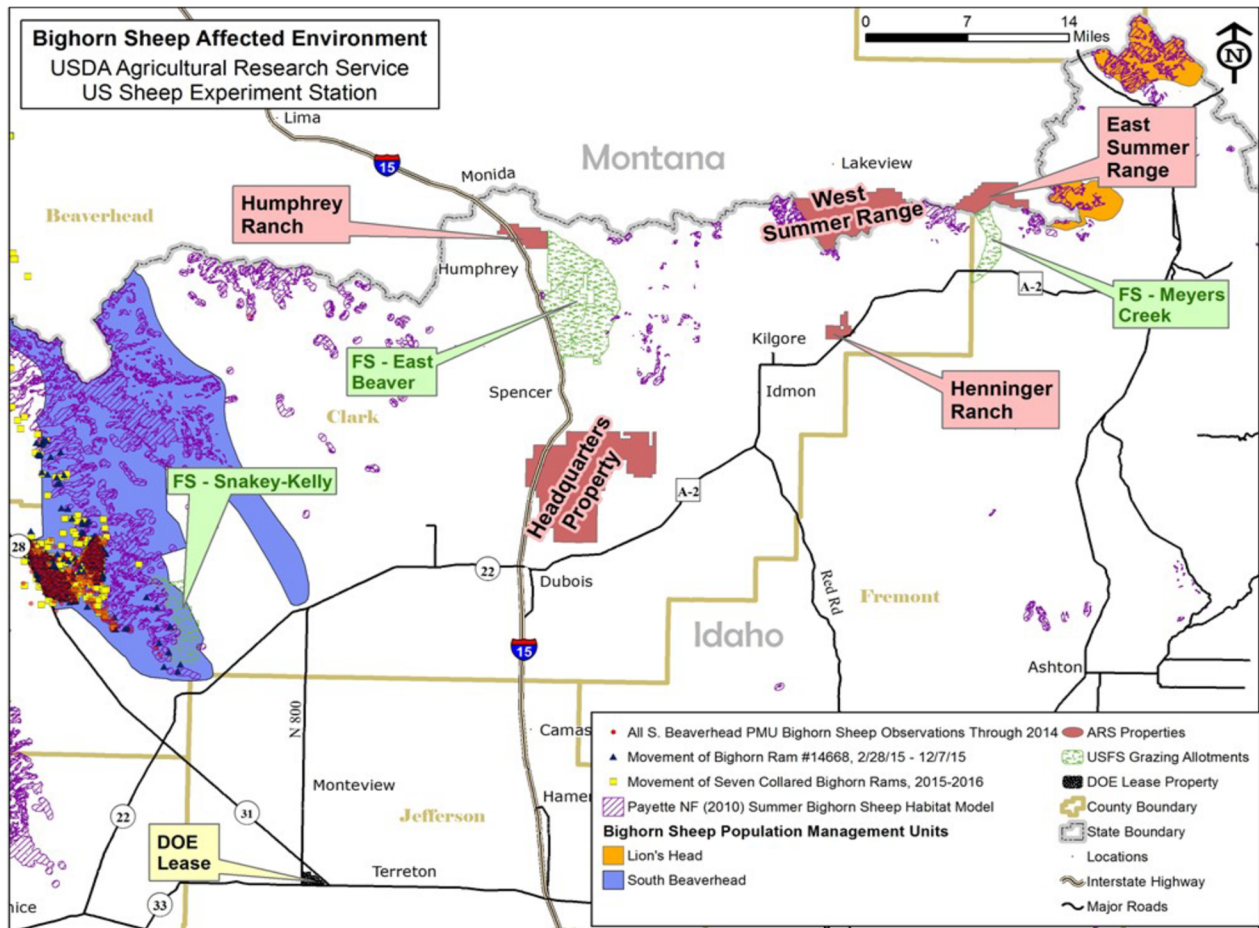 Bighorn Sheep Affected Environment
USDA Agricultural Research Service
US Sheep Experiment Station
0 7 14
Miles
N
Lima
15
Montana
Monida
Lakeview
East
Summer
Range
Beaverhead
Humphrey
Ranch
West
Summer Range
Humphrey
A-2
FS - Meyers
Creek
FS - East
Beaver
Kilgore
Spencer
Idmon
Henninger
Ranch
Clark
Headquarters
Property
FS - Snakey-Kelly
A-2
28
22
Dubois
Red Rd
Fremont
Idaho
15
Ashton
N 800
Camas
Monteview
Hamer
22
31
Jefferson
DOE
Lease
Terreton
33
nice
All S. Beaverhead PMU Bighorn Sheep Observations Through 2014
Movement of Bighorn Ram #14668, 2/28/15 - 12/7/15
Movement of Seven Collared Bighorn Rams, 2015-2016
Payette NF (2010) Summer Bighorn Sheep Habitat Model
Bighorn Sheep Population Management Units
Lion's Head
South Beaverhead
ARS Properties
USFS Grazing Allotments
DOE Lease Property
County Boundary
State Boundary
Locations
Interstate Highway
Major Roads